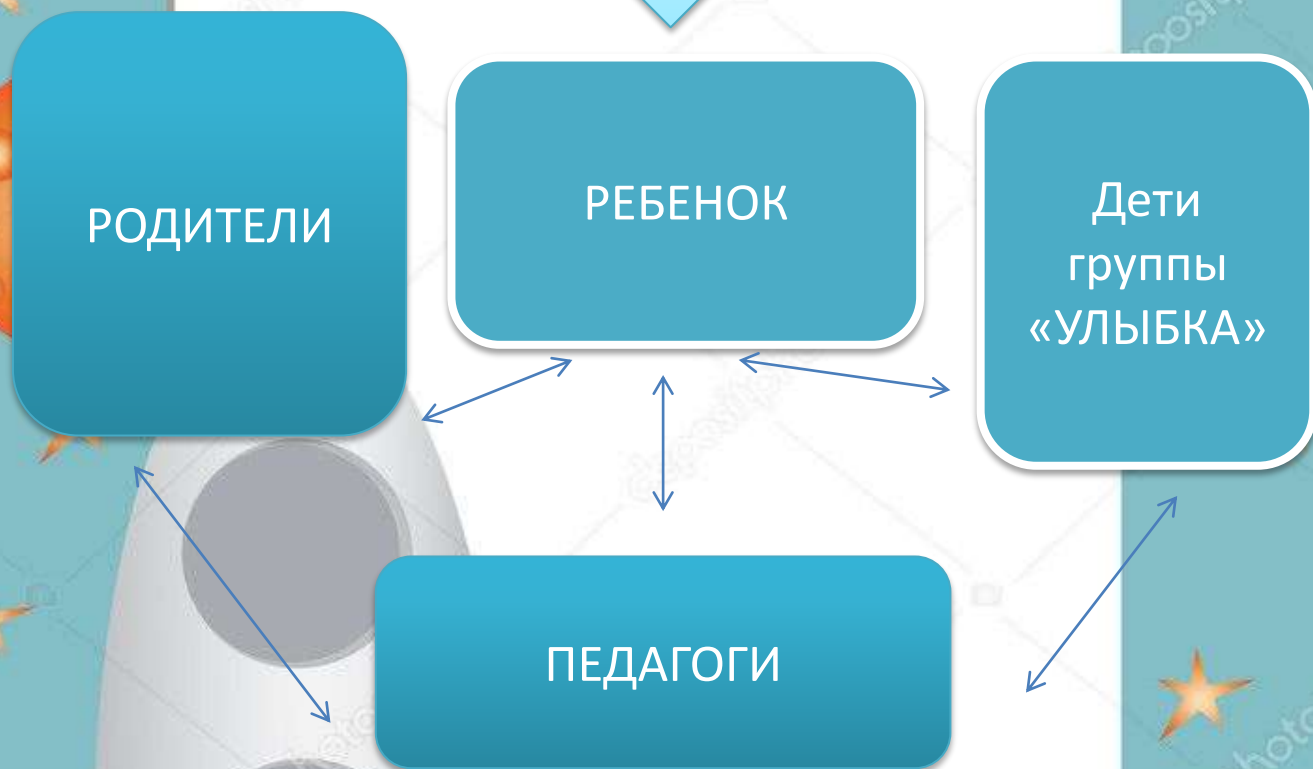 РОДИТЕЛИ
РЕБЕНОК
Дети
группы
«УЛЫБКА»
ПЕДАГОГИ